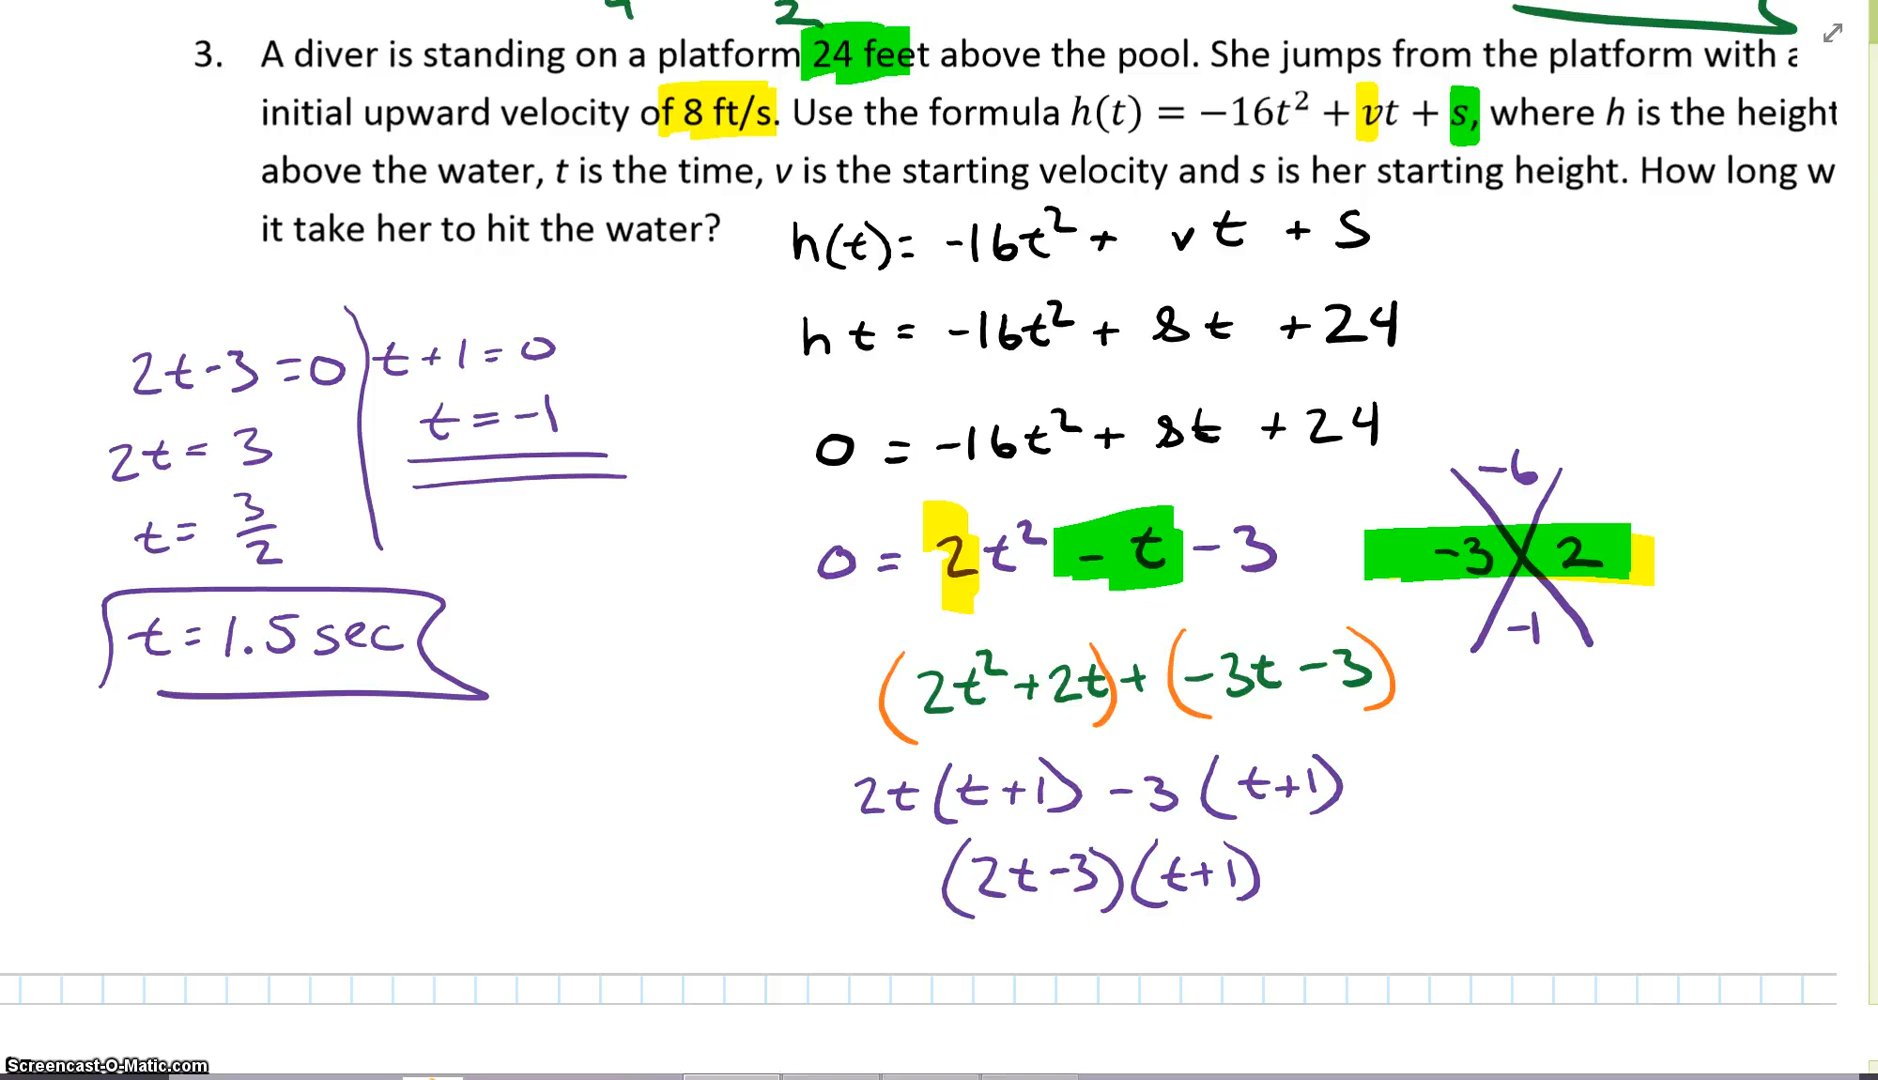 3. A diver is standing on a platform 24 feet above the pool. She jumps from the platform with a
initial upward velocity of 8 ft/s. Use the formula h(t) = −16t² + vt + s, where h is the height
above the water, t is the time, v is the starting velocity and s is her starting height. How long w
it take her to hit the water?
h(t) = -16t² + vt + s
ht = -16t² + 8t + 24
0 = -16t² + 8t + 24
0 = 2t² - t - 3
(2t² + 2t) + (-3t - 3)
2t(t+1) - 3(t+1)
(2t-3)(t+1)
-6
-3 2
-1
2t-3=0
2t = 3
t = 3/2
t = 1.5 sec
t+1=0
t = -1
Screencast-O-Matic.com